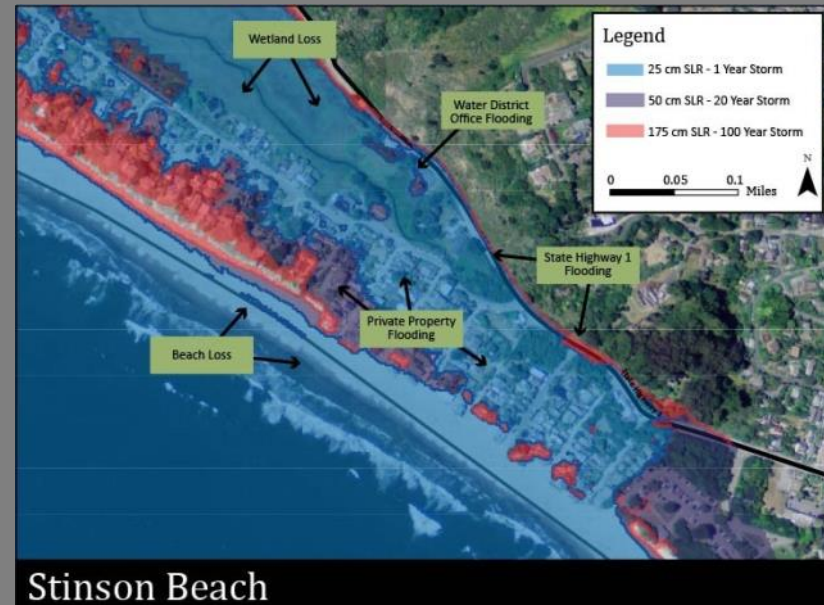 Wetland Loss
Water District
Office Flooding
State Highway 1
Flooding
Private Property
Flooding
Beach Loss
Legend
25 cm SLR - 1 Year Storm
50 cm SLR - 20 Year Storm
175 cm SLR - 100 Year Storm
N
0 0.05 0.1 Miles
Stinson Beach